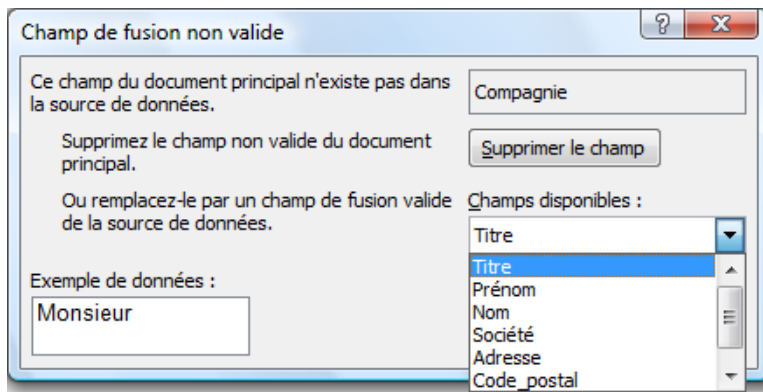 Champ de fusion non valide
Ce champ du document principal n'existe pas dans
la source de données.
Compagnie
Supprimez le champ non valide du document
principal.
Supprimer le champ
Ou remplacez-le par un champ de fusion valide
de la source de données.
Champs disponibles :
Titre
Titre
Prénom
Nom
Société
Adresse
Code_postal
Exemple de données :
Monsieur